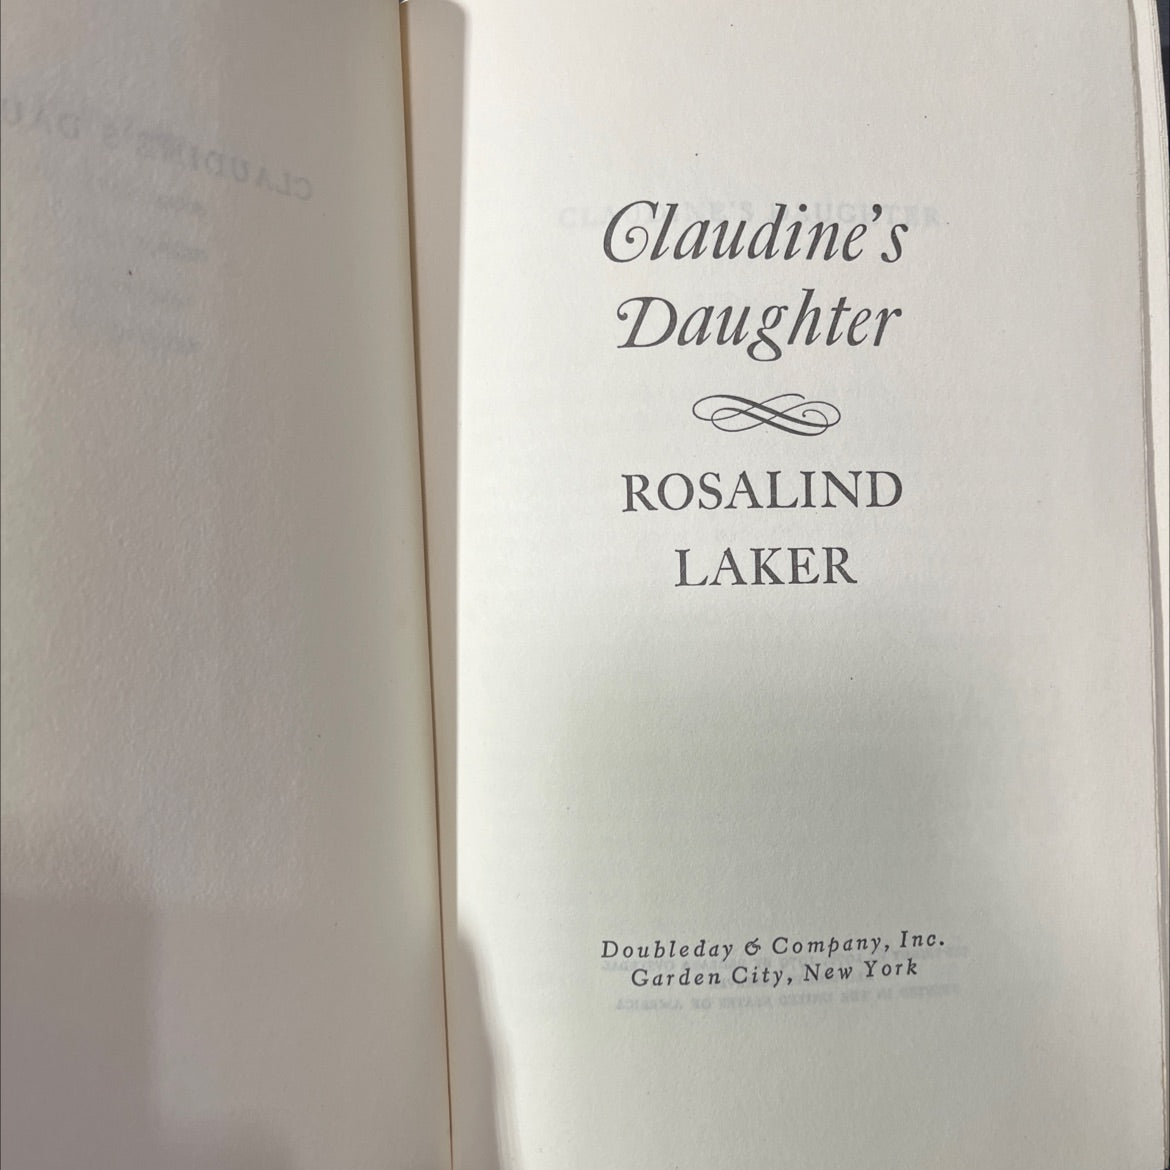 Claudine's
Daughter
ROSALIND
LAKER
Doubleday & Company, Inc.
Garden City, New York